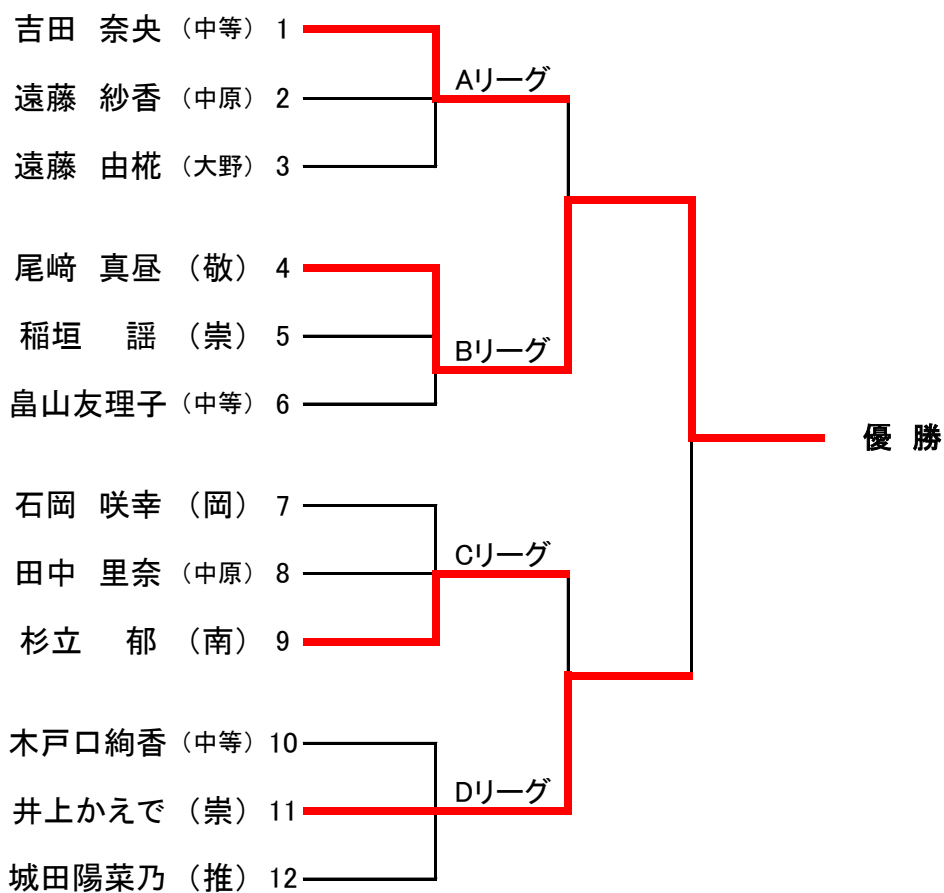 吉田 奈央 （中等） 1
Aリーグ
遠藤 紗香 （中原） 2
遠藤 由椛 （大野） 3
尾﨑 真昼 （敬） 4
稲垣 謡 （崇） 5
Bリーグ
畠山友理子 （中等） 6
優 勝
石岡 咲幸 （岡） 7
Cリーグ
田中 里奈 （中原） 8
杉立 郁 （南） 9
木戸口絢香 （中等） 10
Dリーグ
井上かえで （崇） 11
城田陽菜乃 （推） 12